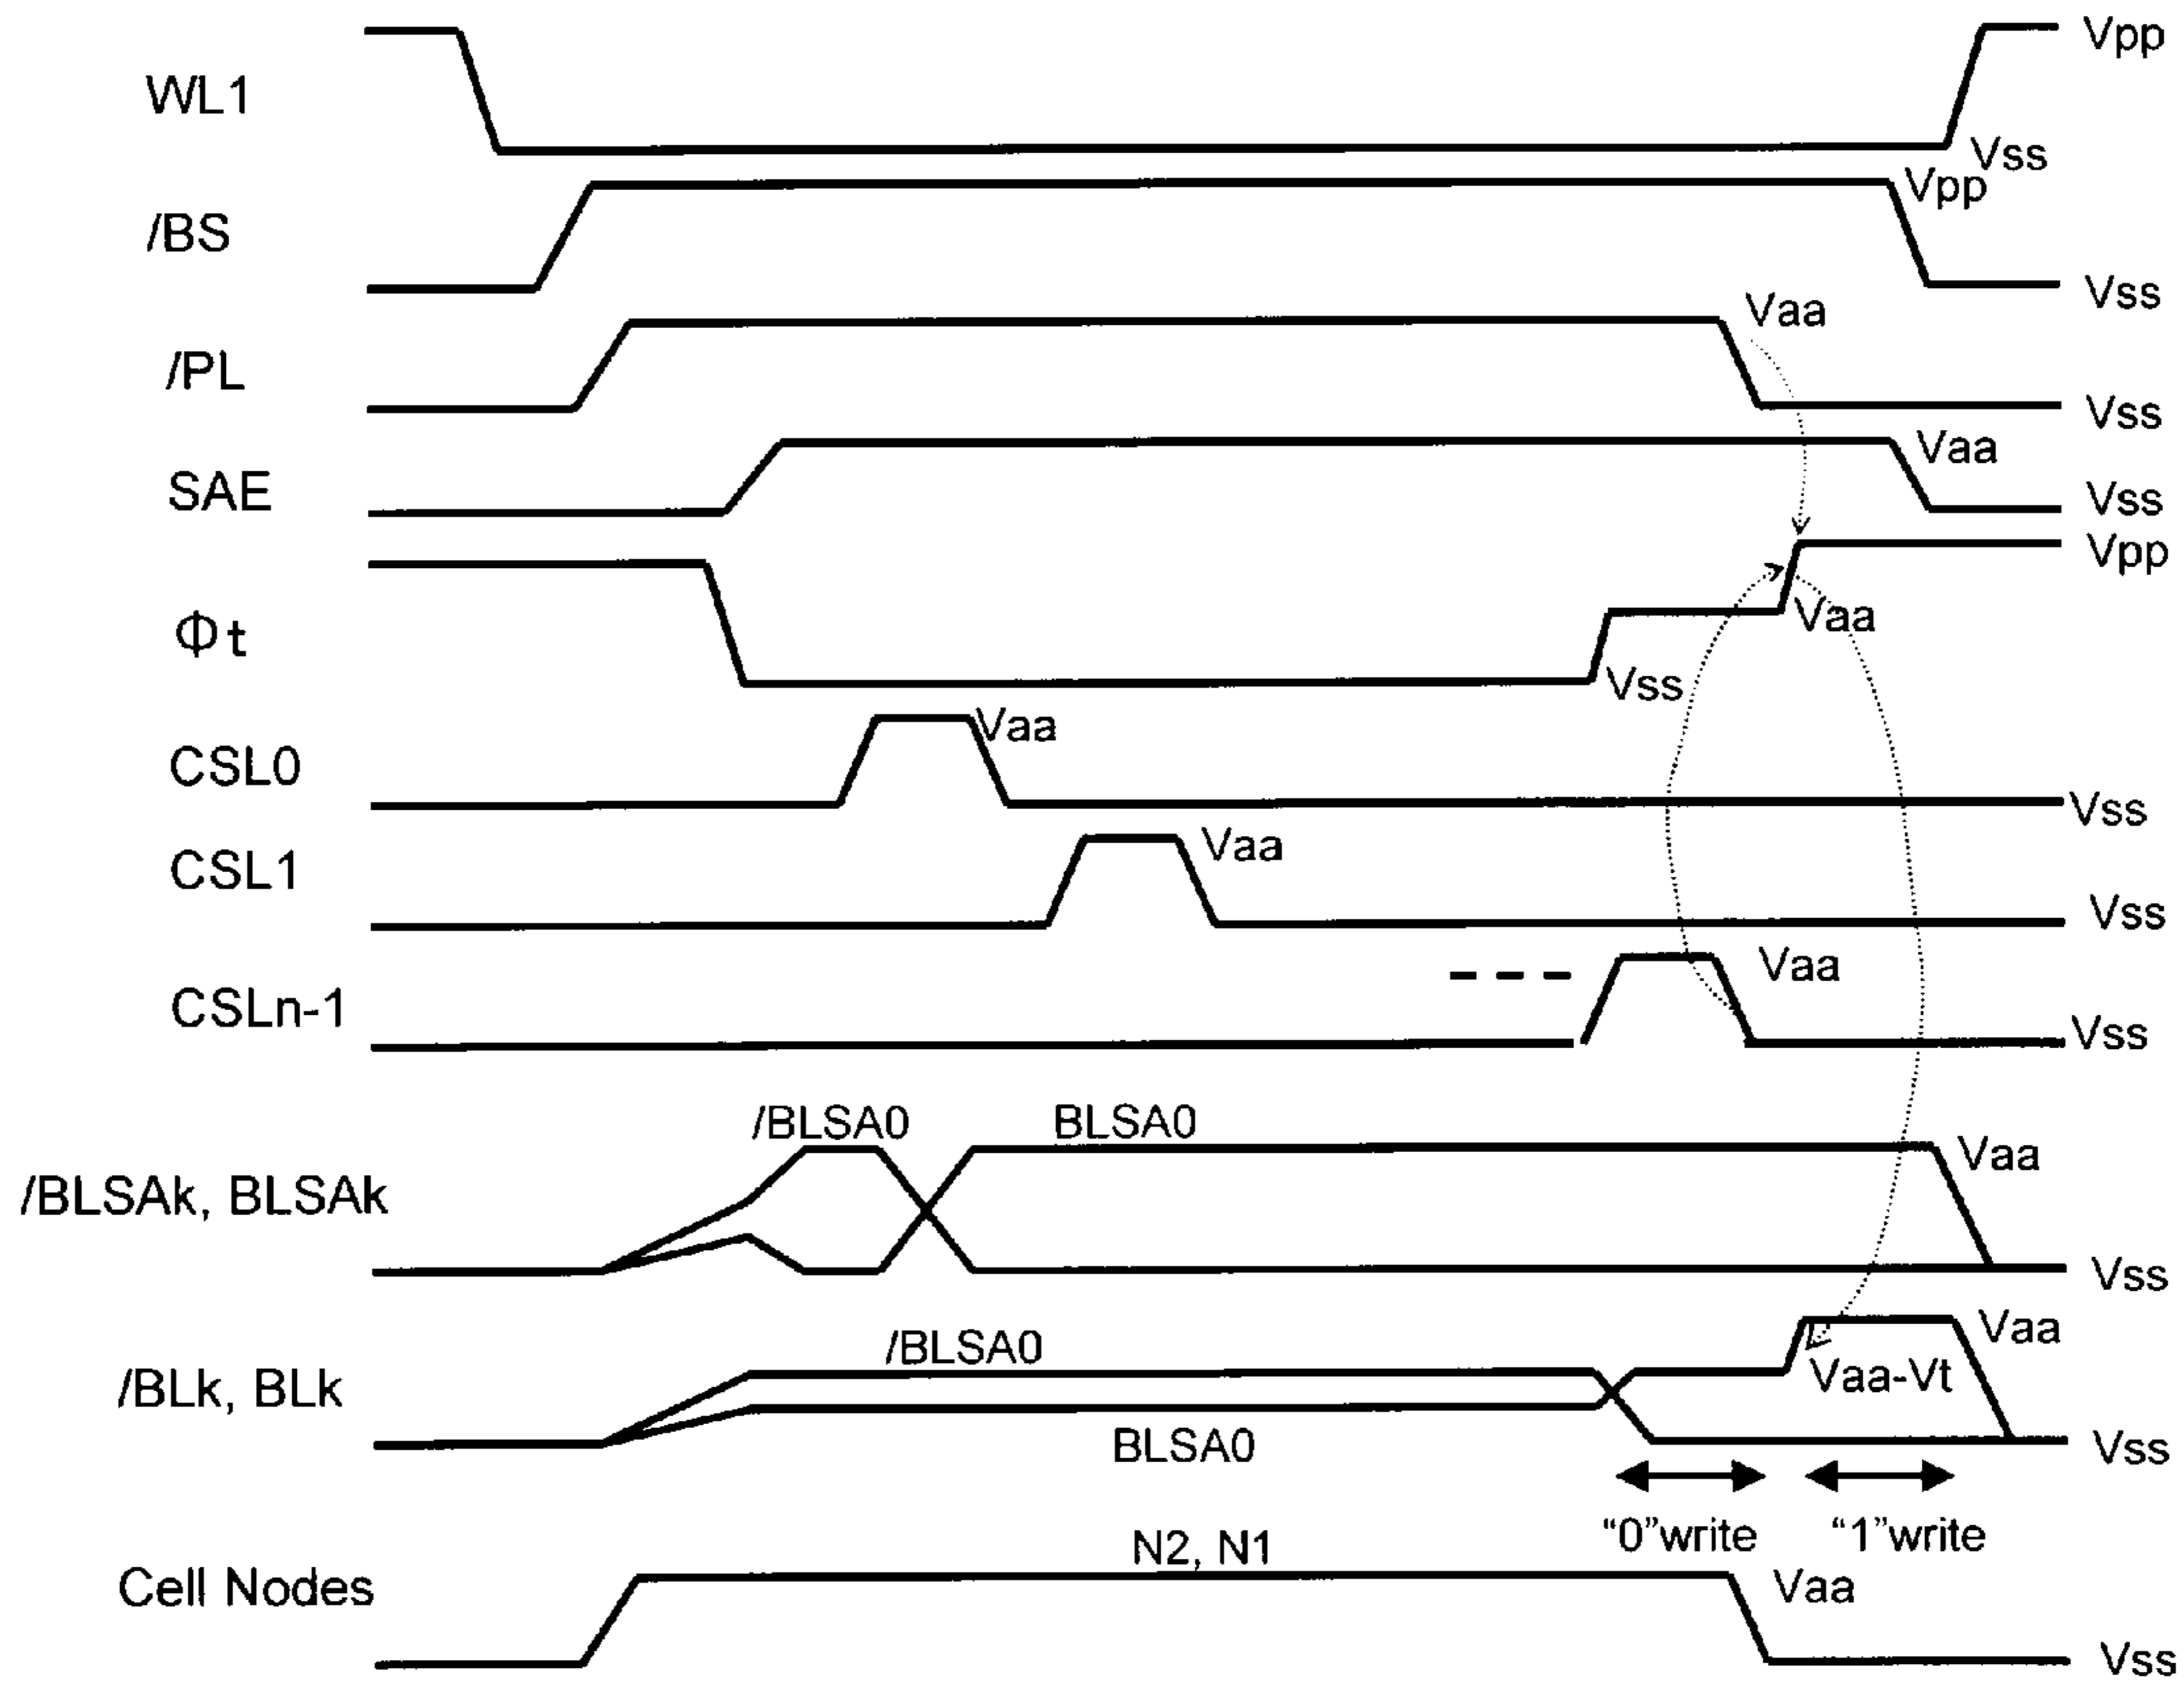 Vpp
WL1
Vss
Vpp
/BS
Vss
Vaa
/PL
Vss
Vaa
SAE
Vss
Vpp
Vaa
Φt
Vss
Vaa
CSL0
Vss
Vaa
CSL1
Vss
Vaa
CSLn-1
Vss
/BLSA0 BLSA0
Vaa
/BLSAk, BLSAk
Vss
/BLSA0
Vaa
Vaa-Vt
/BLk, BLk
BLSA0
Vss
“0”write “1”write
N2, N1
Cell Nodes
Vaa
Vss